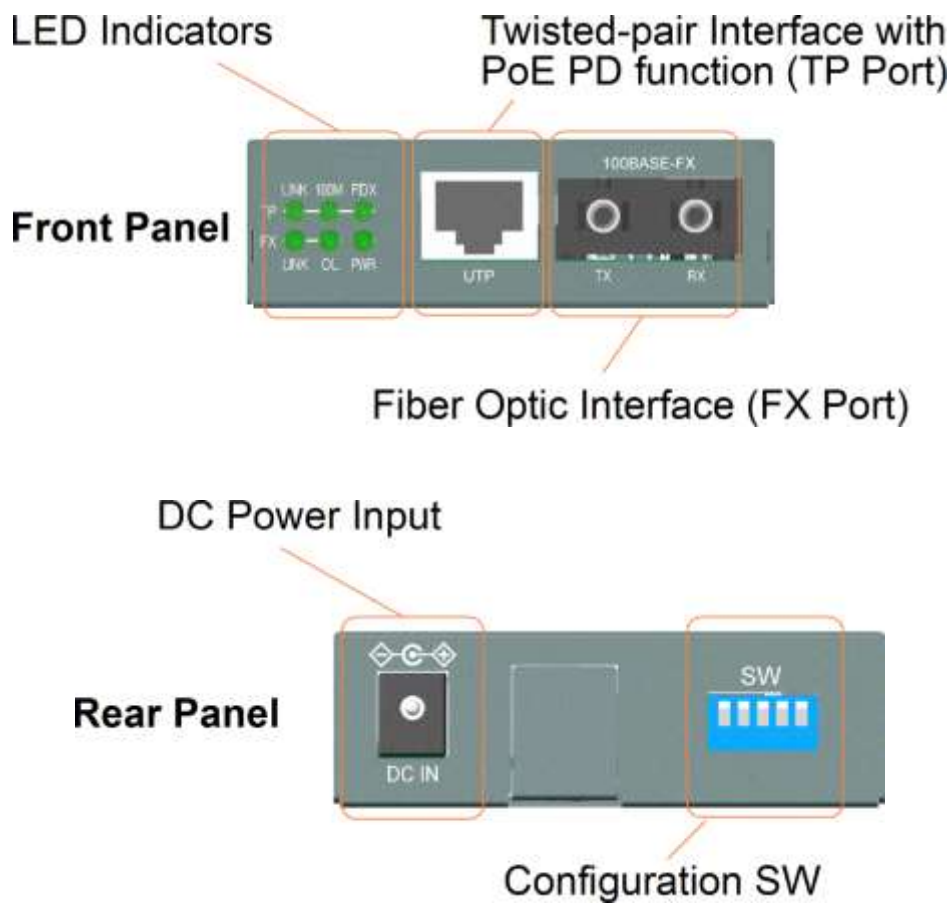 LED Indicators
Twisted-pair Interface with
PoE PD function (TP Port)
Front Panel
LINK 100M FDX
TP
FX
LINK OL PWR
UTP
100BASE-FX
TX RX
Fiber Optic Interface (FX Port)
DC Power Input
Rear Panel
DC IN
SW
Configuration SW